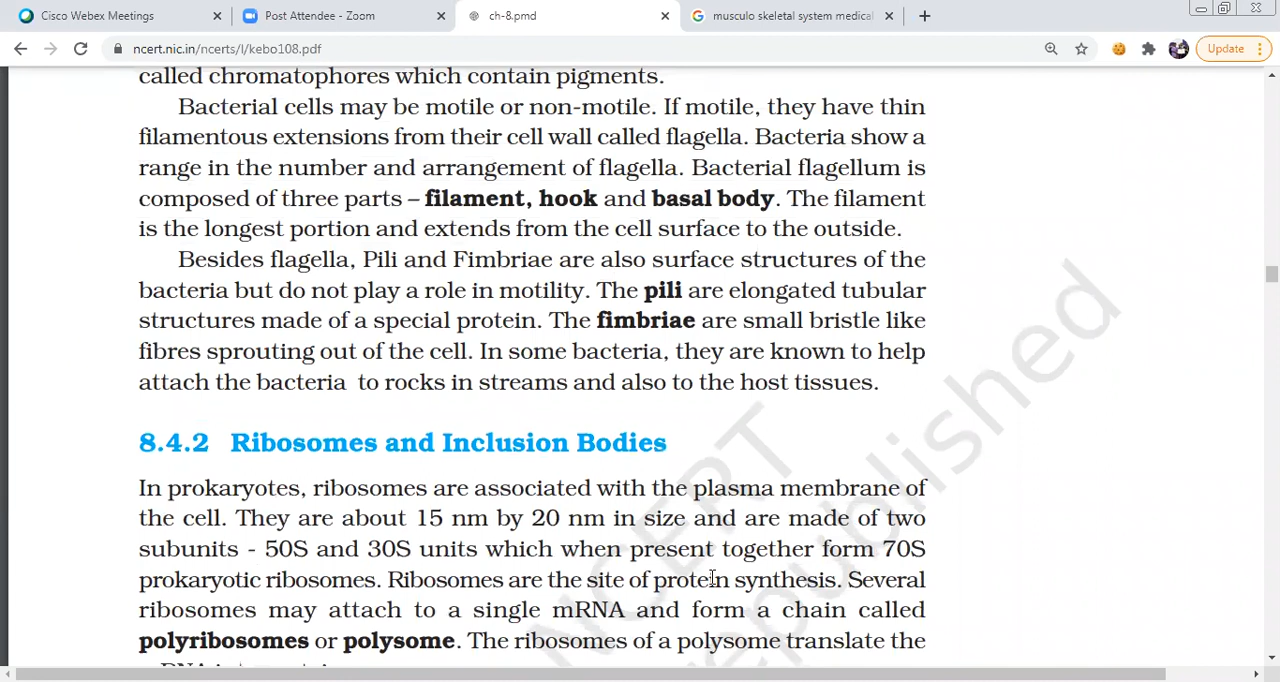 Cisco Webex Meetings
Post Attendee - Zoom
ch-8.pmd
musculo skeletal system medical
ncert.nic.in/ncerts/l/kebo108.pdf
Update
called chromatophores which contain pigments.
Bacterial cells may be motile or non-motile. If motile, they have thin
filamentous extensions from their cell wall called flagella. Bacteria show a
range in the number and arrangement of flagella. Bacterial flagellum is
composed of three parts – filament, hook and basal body. The filament
is the longest portion and extends from the cell surface to the outside.
Besides flagella, Pili and Fimbriae are also surface structures of the
bacteria but do not play a role in motility. The pili are elongated tubular
structures made of a special protein. The fimbriae are small bristle like
fibres sprouting out of the cell. In some bacteria, they are known to help
attach the bacteria to rocks in streams and also to the host tissues.
8.4.2 Ribosomes and Inclusion Bodies
In prokaryotes, ribosomes are associated with the plasma membrane of
the cell. They are about 15 nm by 20 nm in size and are made of two
subunits - 50S and 30S units which when present together form 70S
prokaryotic ribosomes. Ribosomes are the site of protein synthesis. Several
ribosomes may attach to a single mRNA and form a chain called
polyribosomes or polysome. The ribosomes of a polysome translate the
NCERT
republished